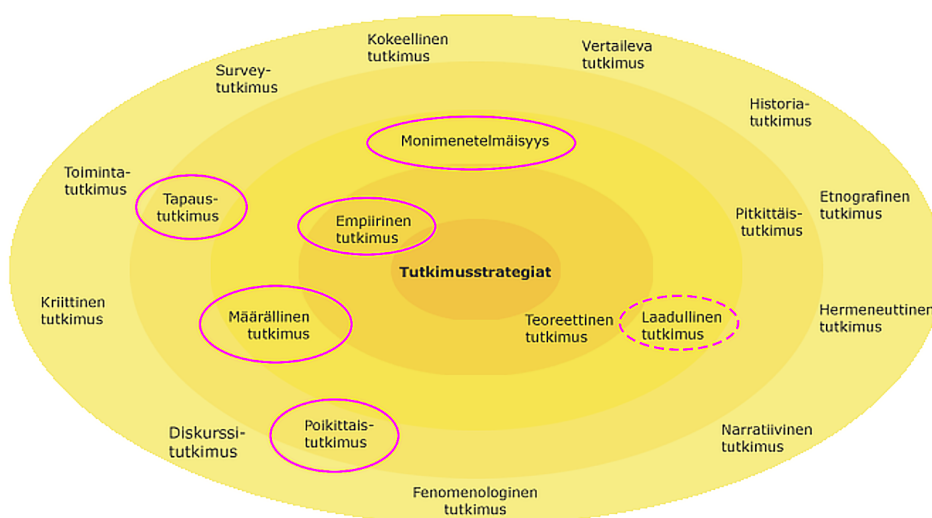 Kokeellinen
tutkimus
Vertaileva
tutkimus
Survey-
tutkimus
Historia-
tutkimus
Monimenetelmäisyys
Toiminta-
tutkimus
Tapaus-
tutkimus
Etnografinen
tutkimus
Pitkittäis-
tutkimus
Empiirinen
tutkimus
Tutkimusstrategiat
Kriittinen
tutkimus
Määrällinen
tutkimus
Teoreettinen
tutkimus
Laadullinen
tutkimus
Hermeneuttinen
tutkimus
Poikittais-
tutkimus
Diskurssi-
tutkimus
Narratiivinen
tutkimus
Fenomenologinen
tutkimus